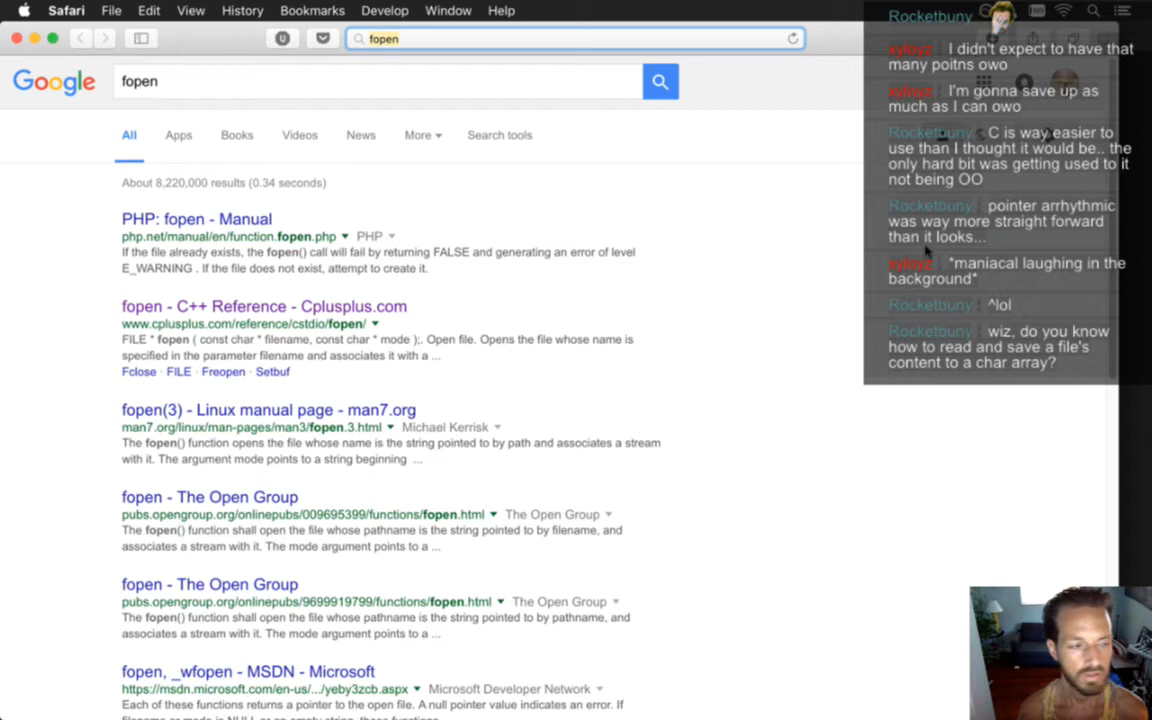 Safari File Edit View History Bookmarks Develop Window Help
fopen
Google
fopen
All Apps Books Videos News More Search tools
About 8,220,000 results (0.34 seconds)
PHP: fopen - Manual
php.net/manual/en/function.fopen.php PHP
If the file already exists, the fopen() call will fail by returning FALSE and generating an error of level
E_WARNING . If the file does not exist, attempt to create it.
fopen - C++ Reference - Cplusplus.com
www.cplusplus.com/reference/cstdio/fopen/
FILE * fopen ( const char * filename, const char * mode );. Open file. Opens the file whose name is
specified in the parameter filename and associates it with a ...
Fclose · FILE · Freopen · Setbuf
fopen(3) - Linux manual page - man7.org
man7.org/linux/man-pages/man3/fopen.3.html Michael Kerrisk
The fopen() function opens the file whose name is the string pointed to by path and associates a stream
with it. The argument mode points to a string beginning ...
fopen - The Open Group
pubs.opengroup.org/onlinepubs/009695399/functions/fopen.html The Open Group
The fopen() function shall open the file whose pathname is the string pointed to by filename, and
associates a stream with it. The mode argument points to a ...
fopen - The Open Group
pubs.opengroup.org/onlinepubs/9699919799/functions/fopen.html The Open Group
The fopen() function shall open the file whose pathname is the string pointed to by pathname, and
associates a stream with it. The mode argument points to a ...
fopen, _wfopen - MSDN - Microsoft
https://msdn.microsoft.com/en-us/.../yeby3zcb.aspx Microsoft Developer Network
Each of these functions returns a pointer to the open file. A null pointer value indicates an error. If
Rocketbuny
xyloyz I didn't expect to have that
many poitns owo
xyloyz I'm gonna save up as
much as I can owo
Rocketbuny C is way easier to
use than I thought it would be.. the
only hard bit was getting used to it
not being OO
Rocketbuny pointer arrhythmic
was way more straight forward
than it looks...
xyloyz *maniacal laughing in the
background*
Rocketbuny ^lol
Rocketbuny wiz, do you know
how to read and save a file's
content to a char array?